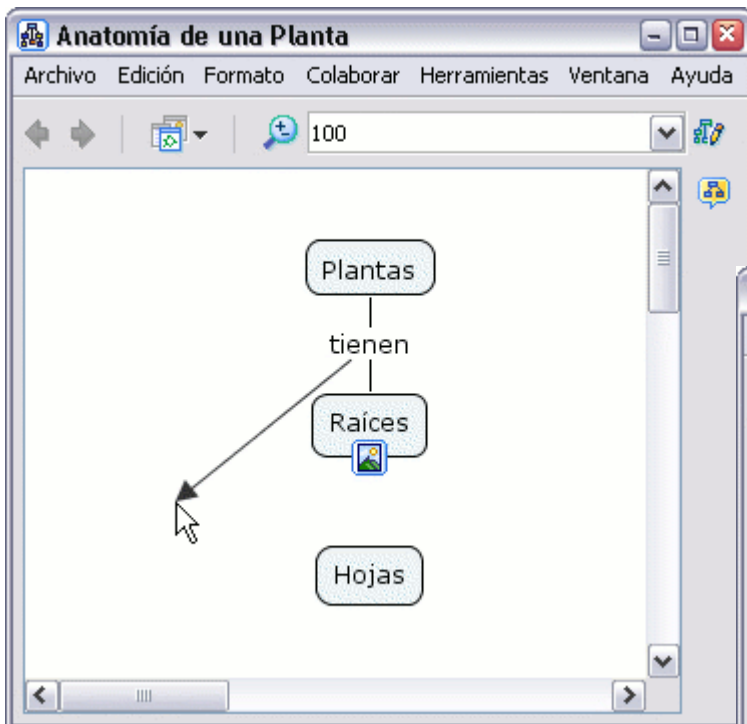 Anatomía de una Planta
Archivo Edición Formato Colaborar Herramientas Ventana Ayuda
100
Plantas
tienen
Raíces
Hojas